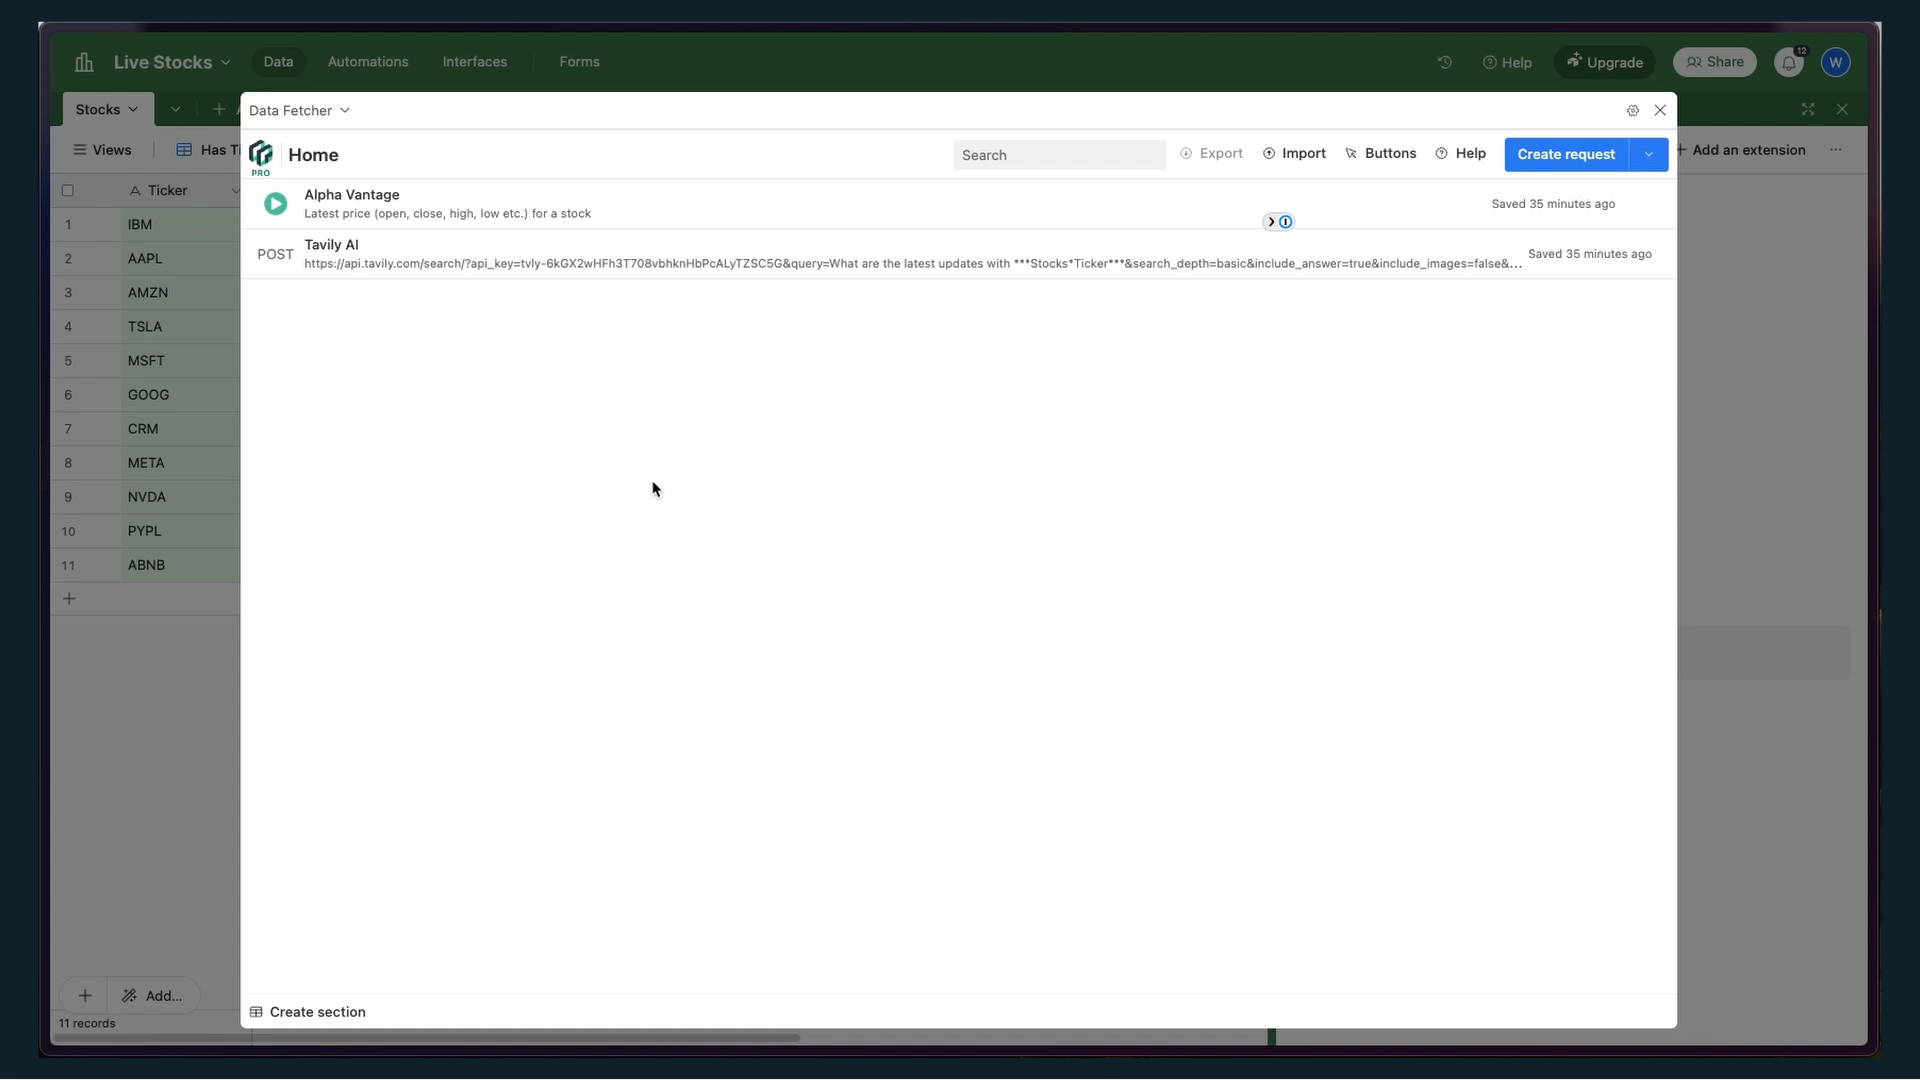 Live Stocks Data Automations Interfaces Forms Help Upgrade Share 12 W
Stocks
Data Fetcher
Views Has Ti
PRO Home Search Export Import Buttons Help Create request
Add an extension
Ticker
Alpha Vantage
Latest price (open, close, high, low etc.) for a stock
Saved 35 minutes ago
Tavily AI
POST
https://api.tavily.com/search/?api_key=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&query=What are the latest updates with ***Stocks*Ticker***&search_depth=basic&include_answer=true&include_images=false&...
Saved 35 minutes ago
1 IBM
2 AAPL
3 AMZN
4 TSLA
5 MSFT
6 GOOG
7 CRM
8 META
9 NVDA
10 PYPL
11 ABNB
Add...
Create section
11 records